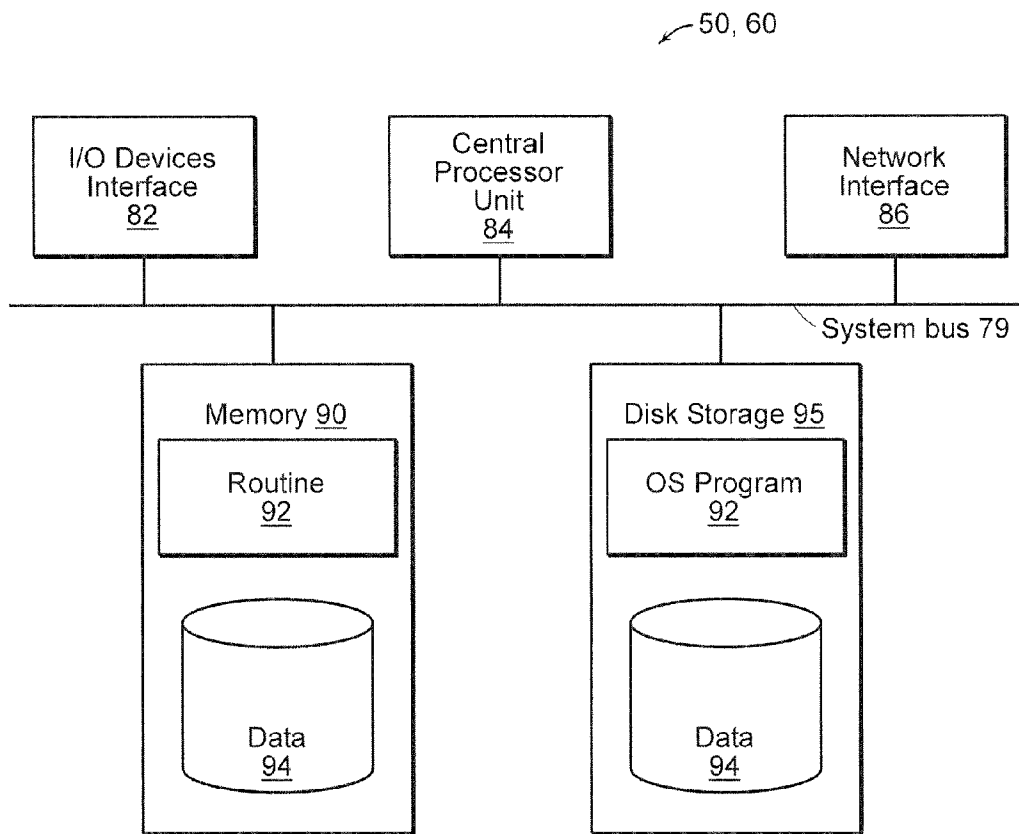 50, 60
I/O Devices
Interface
82
Central
Processor
Unit
84
Network
Interface
86
System bus 79
Memory 90
Routine
92
Data
94
Disk Storage 95
OS Program
92
Data
94